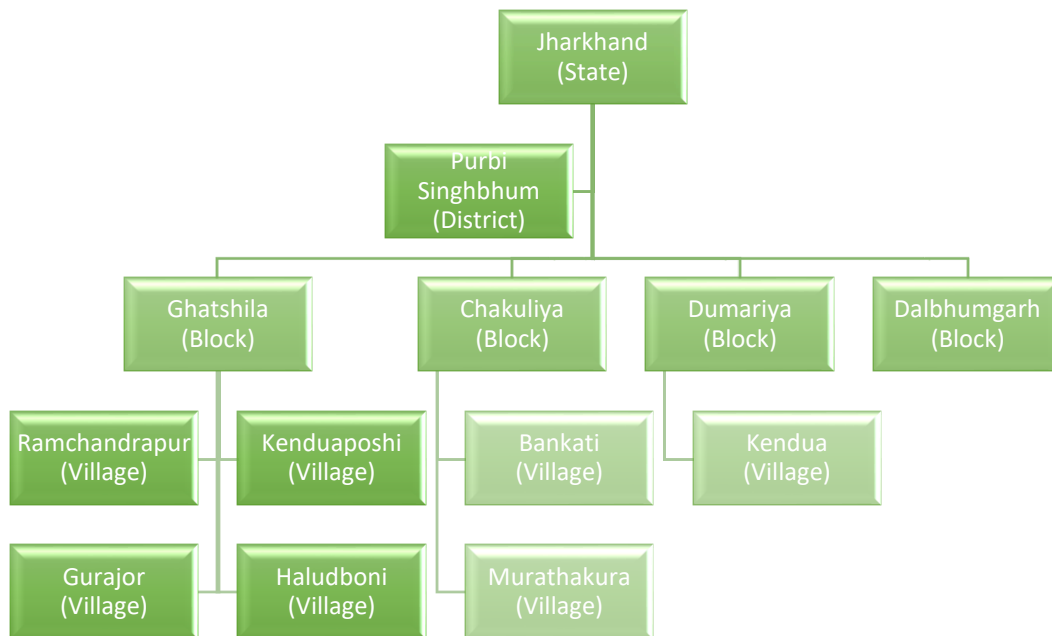 Jharkhand
(State)
Purbi
Singhbhum
(District)
Ghatshila
(Block)
Chakuliya
(Block)
Dumariya
(Block)
Dalbhumgarh
(Block)
Ramchandrapur
(Village)
Kenduaposhi
(Village)
Bankati
(Village)
Kendua
(Village)
Gurajor
(Village)
Haludboni
(Village)
Murathakura
(Village)